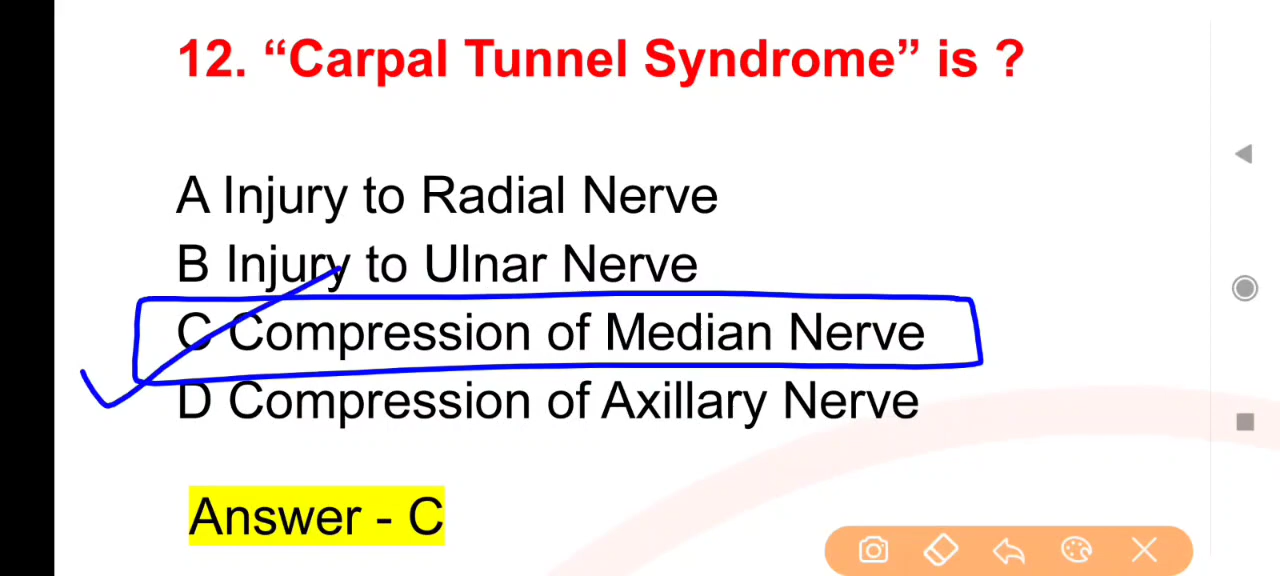 12. “Carpal Tunnel Syndrome” is ?
A Injury to Radial Nerve
B Injury to Ulnar Nerve
C Compression of Median Nerve
D Compression of Axillary Nerve
Answer - C